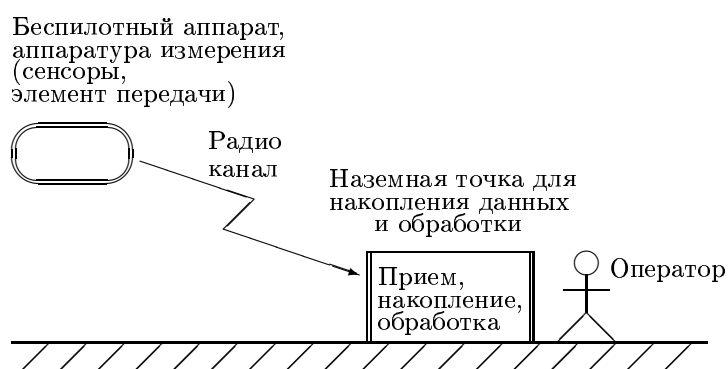 Беспилотный аппарат,
аппаратура измерения
(сенсоры,
элемент передачи)
Радио
канал
Наземная точка для
накопления данных
и обработки
Прием,
накопление,
обработка
Оператор